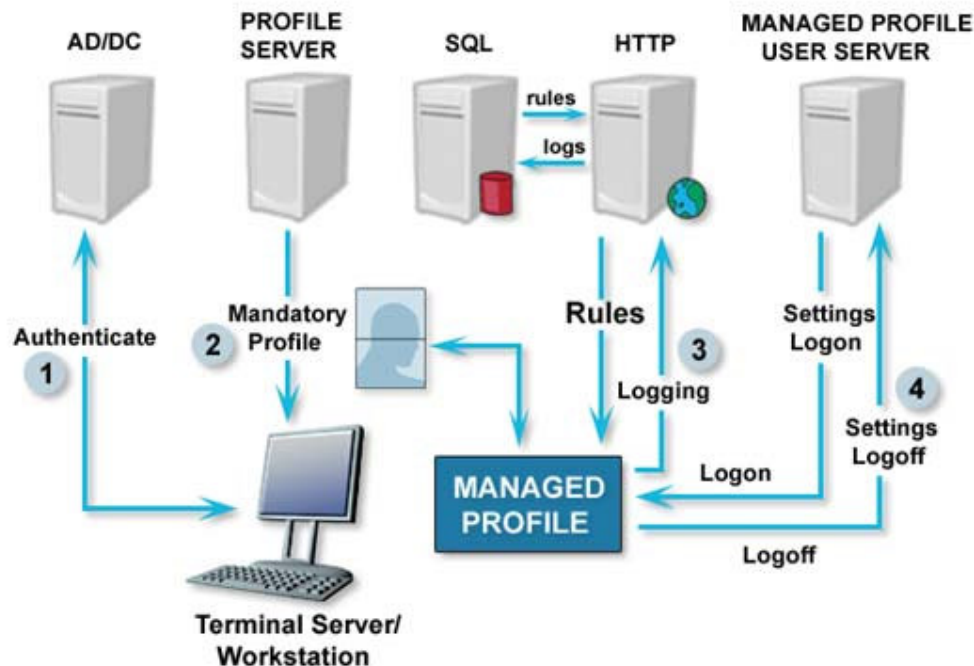 AD/DC
PROFILE
SERVER
SQL
HTTP
MANAGED PROFILE
USER SERVER
rules
logs
Authenticate
1
2
Mandatory
Profile
Rules
3
Logging
Settings
Logon
4
Settings
Logoff
MANAGED
PROFILE
Logon
Logoff
Terminal Server/
Workstation